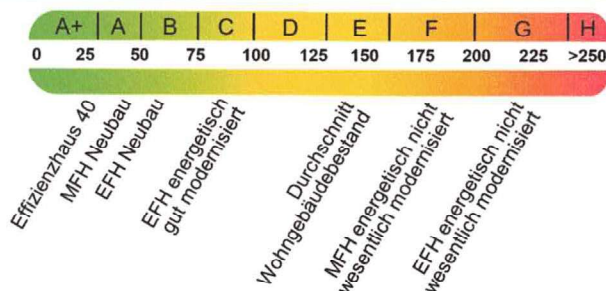 A+ A B C D E F G H
0 25 50 75 100 125 150 175 200 225 >250
Effizienzhaus 40
MFH Neubau
EFH Neubau
EFH energetisch
gut modernisiert
Durchschnitt
Wohngebäudebestand
MFH energetisch nicht
wesentlich modernisiert
EFH energetisch nicht
wesentlich modernisiert